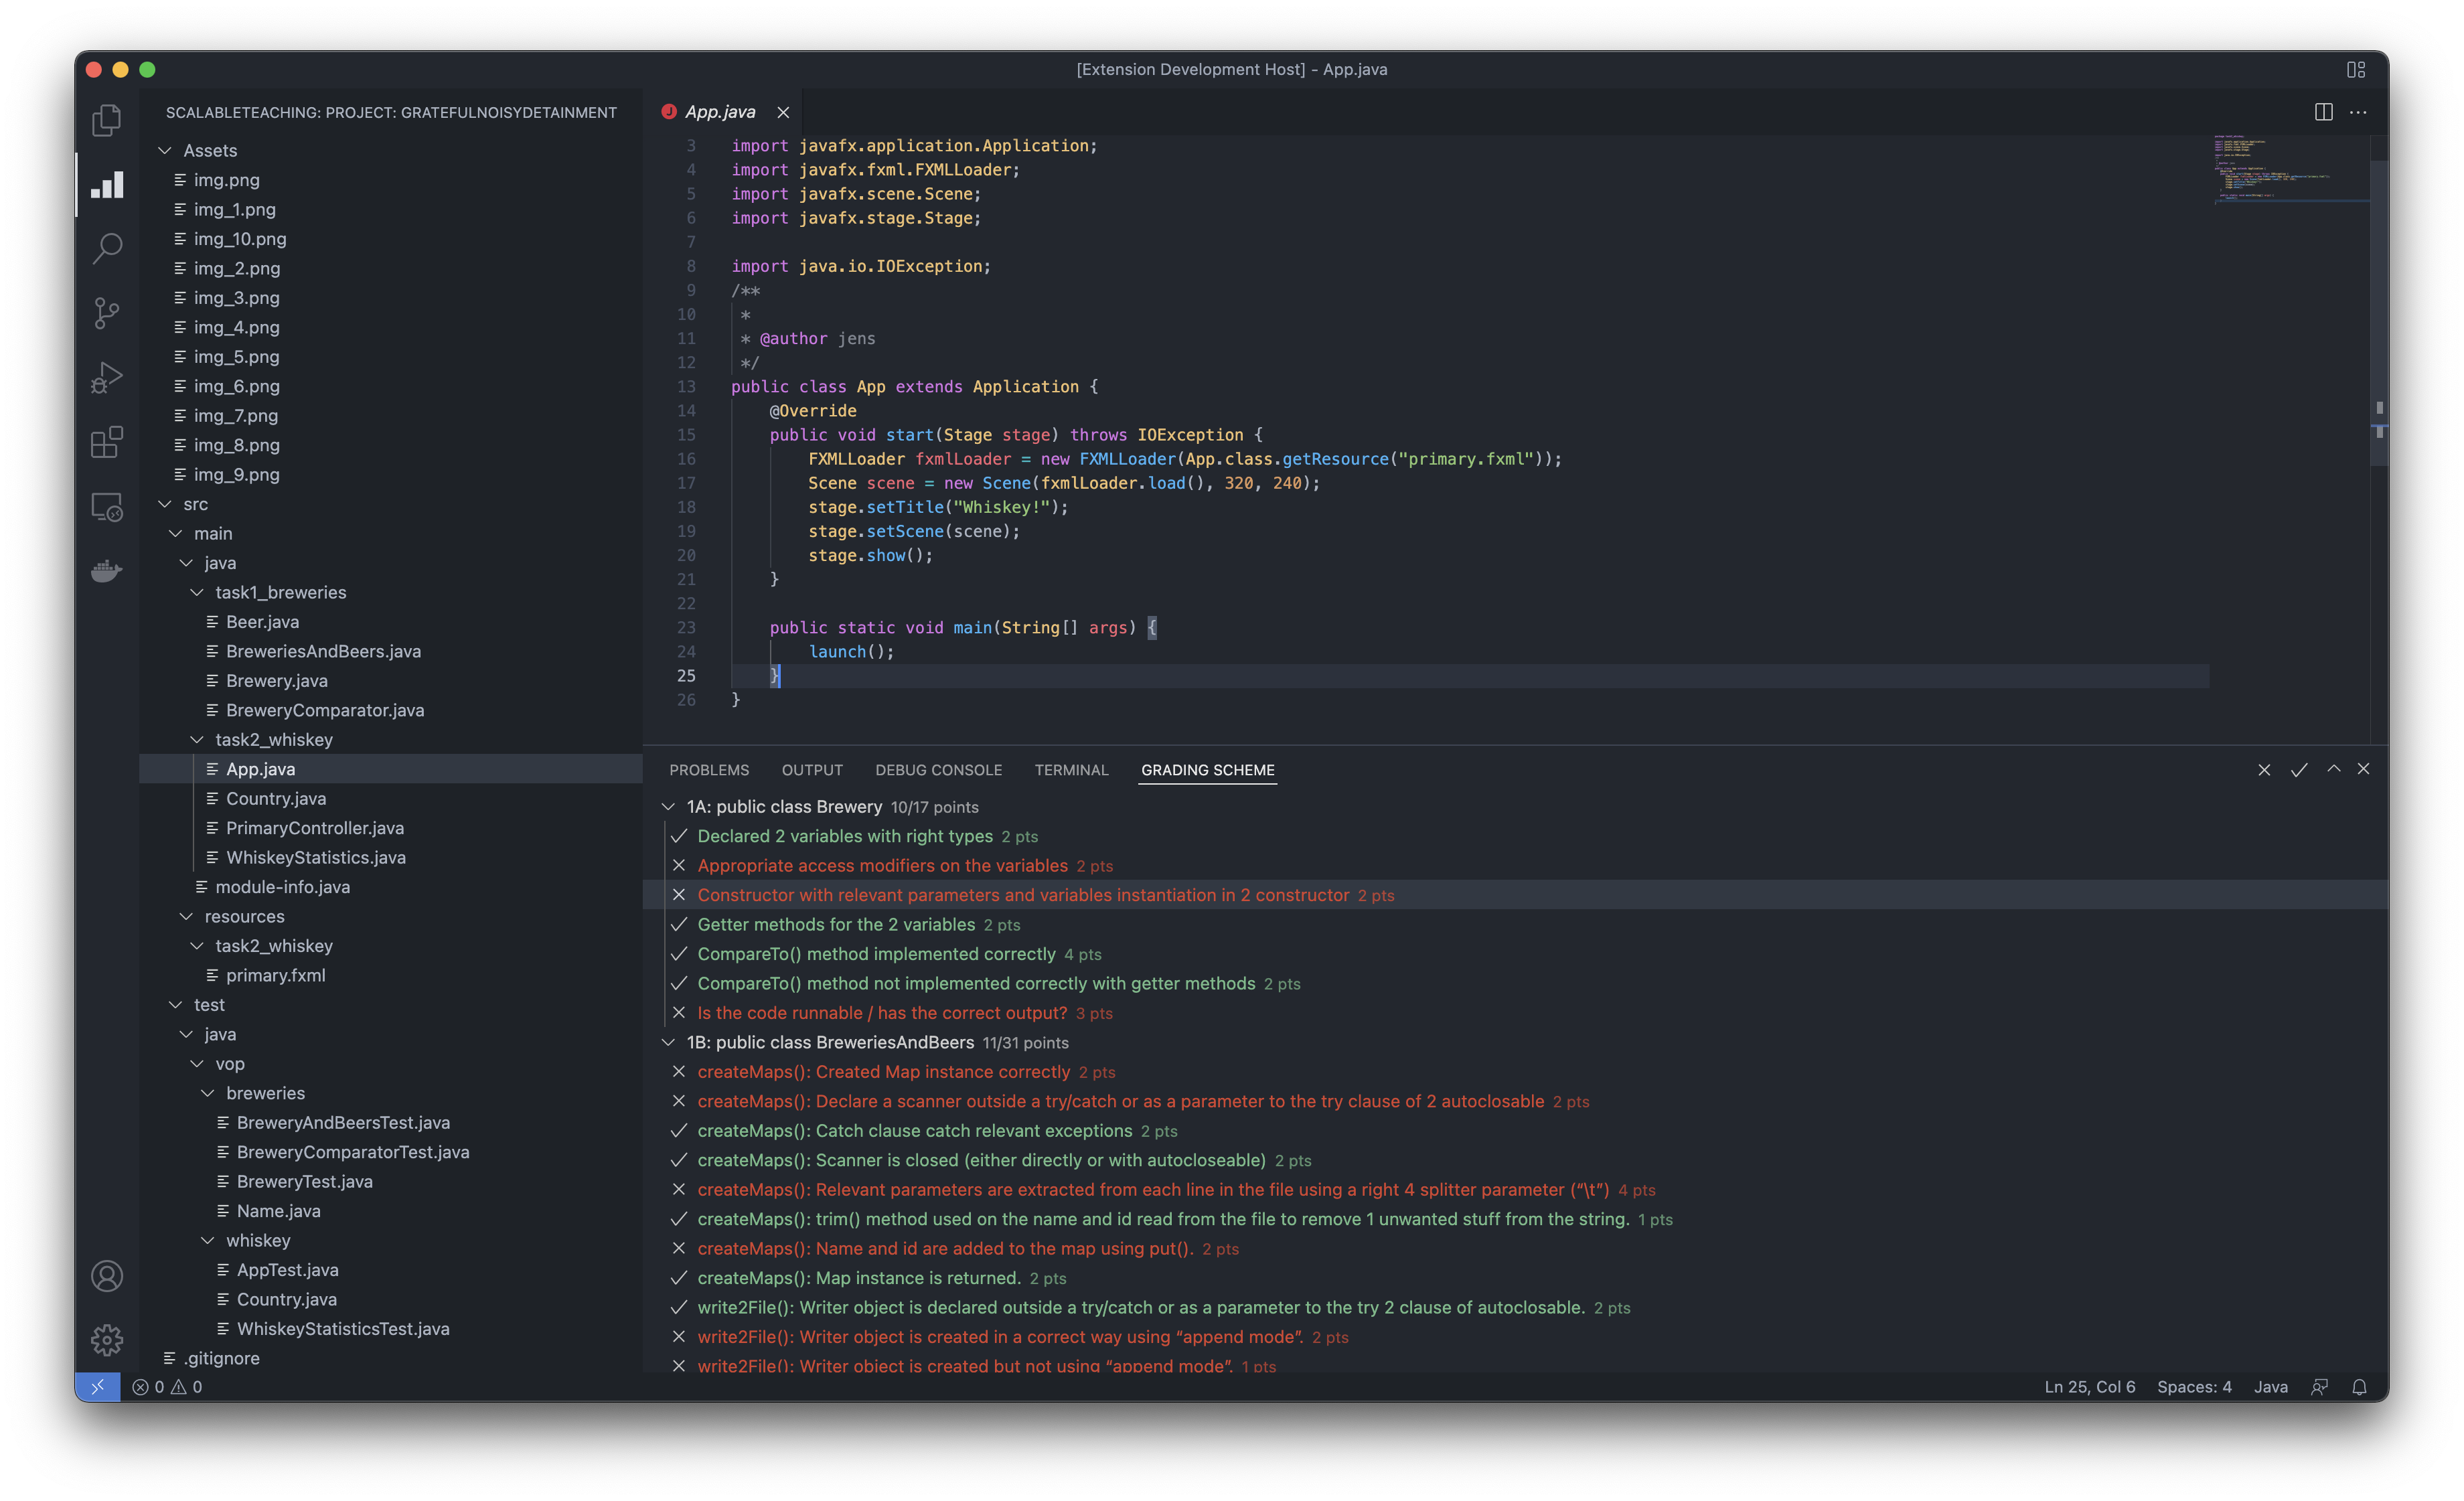 [Extension Development Host] - App.java
SCALABLETEACHING: PROJECT: GRATEFULNOISYDETAINMENT
Assets
img.png
img_1.png
img_10.png
img_2.png
img_3.png
img_4.png
img_5.png
img_6.png
img_7.png
img_8.png
img_9.png
src
main
java
task1_breweries
Beer.java
BreweriesAndBeers.java
Brewery.java
BreweryComparator.java
task2_whiskey
App.java
Country.java
PrimaryController.java
WhiskeyStatistics.java
module-info.java
resources
task2_whiskey
primary.fxml
test
java
vop
breweries
BreweryAndBeersTest.java
BreweryComparatorTest.java
BreweryTest.java
Name.java
whiskey
AppTest.java
Country.java
WhiskeyStatisticsTest.java
.gitignore
J App.java
3 import javafx.application.Application;
4 import javafx.fxml.FXMLLoader;
5 import javafx.scene.Scene;
6 import javafx.stage.Stage;
7
8 import java.io.IOException;
9 /**
10 *
11 * @author jens
12 */
13 public class App extends Application {
14 @Override
15 public void start(Stage stage) throws IOException {
16 FXMLLoader fxmlLoader = new FXMLLoader(App.class.getResource("primary.fxml"));
17 Scene scene = new Scene(fxmlLoader.load(), 320, 240);
18 stage.setTitle("Whiskey!");
19 stage.setScene(scene);
20 stage.show();
21 }
22
23 public static void main(String[] args) {
24 launch();
25 }
26 }
PROBLEMS OUTPUT DEBUG CONSOLE TERMINAL GRADING SCHEME
1A: public class Brewery 10/17 points
Declared 2 variables with right types 2 pts
Appropriate access modifiers on the variables 2 pts
Constructor with relevant parameters and variables instantiation in 2 constructor 2 pts
Getter methods for the 2 variables 2 pts
CompareTo() method implemented correctly 4 pts
CompareTo() method not implemented correctly with getter methods 2 pts
Is the code runnable / has the correct output? 3 pts
1B: public class BreweriesAndBeers 11/31 points
createMaps(): Created Map instance correctly 2 pts
createMaps(): Declare a scanner outside a try/catch or as a parameter to the try clause of 2 autoclosable 2 pts
createMaps(): Catch clause catch relevant exceptions 2 pts
createMaps(): Scanner is closed (either directly or with autocloseable) 2 pts
createMaps(): Relevant parameters are extracted from each line in the file using a right 4 splitter parameter (“\t”) 4 pts
createMaps(): trim() method used on the name and id read from the file to remove 1 unwanted stuff from the string. 1 pts
createMaps(): Name and id are added to the map using put(). 2 pts
createMaps(): Map instance is returned. 2 pts
write2File(): Writer object is declared outside a try/catch or as a parameter to the try 2 clause of autoclosable. 2 pts
write2File(): Writer object is created in a correct way using “append mode”. 2 pts
write2File(): Writer object is created but not using “append mode”. 1 pts
0 0
Ln 25, Col 6 Spaces: 4 Java